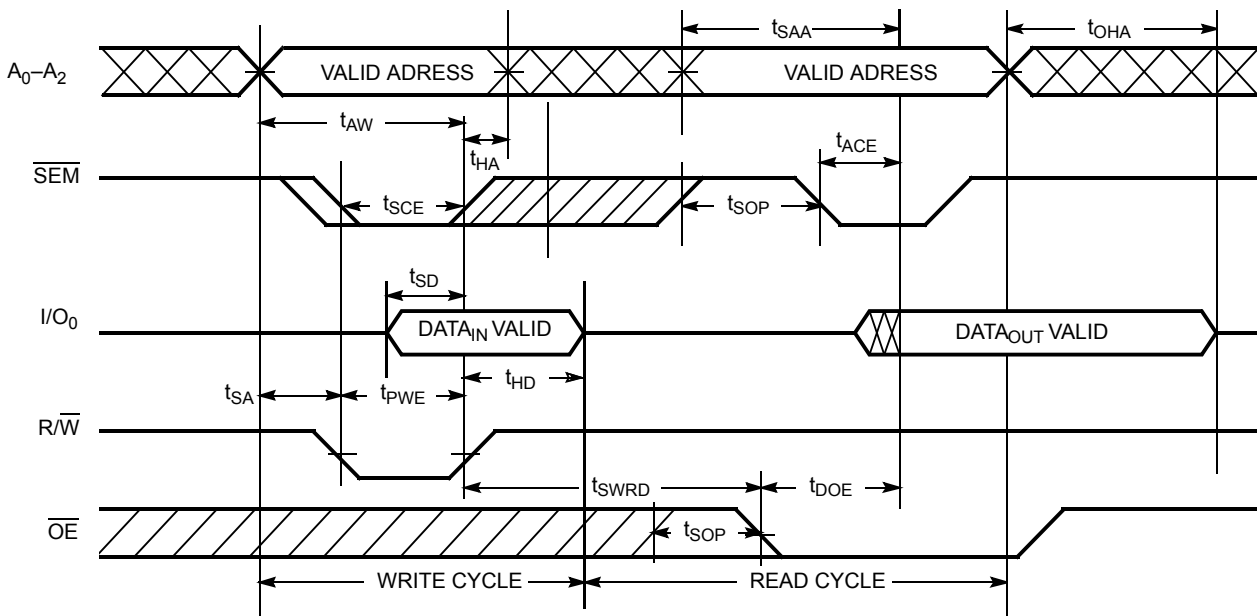 tSAA
tOHA
A0–A2
VALID ADRESS
VALID ADRESS
tAW
tHA
tACE
SEM
tSCE
tSOP
tSD
I/O0
DATAIN VALID
DATAOUT VALID
tHD
tSA
tPWE
R/W
tSWRD
tDOE
OE
tSOP
WRITE CYCLE
READ CYCLE